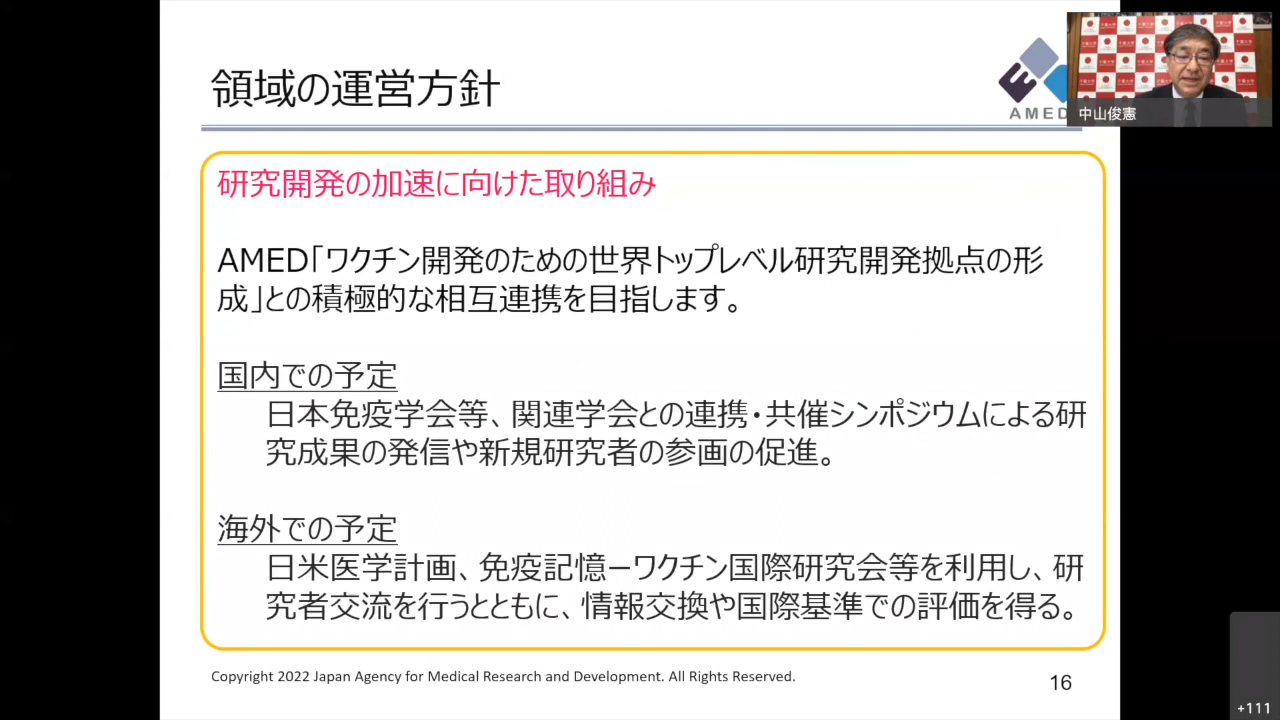 領域の運営方針
AMED
中山俊憲
研究開発の加速に向けた取り組み
AMED「ワクチン開発のための世界トップレベル研究開発拠点の形
成」との積極的な相互連携を目指します。
国内での予定
日本免疫学会等、関連学会との連携・共催シンポジウムによる研
究成果の発信や新規研究者の参画の促進。
海外での予定
日米医学計画、免疫記憶ーワクチン国際研究会等を利用し、研
究者交流を行うとともに、情報交換や国際基準での評価を得る。
Copyright 2022 Japan Agency for Medical Research and Development. All Rights Reserved.
16
+111